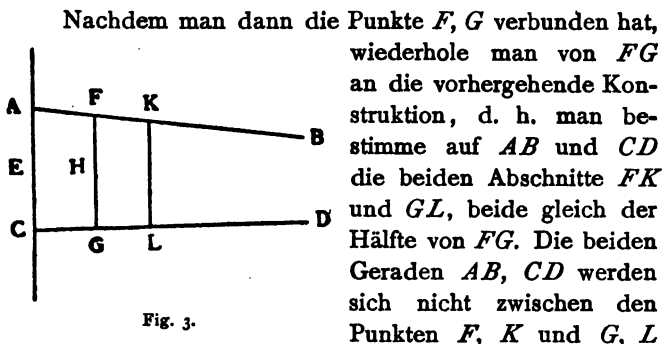 Nachdem man dann die Punkte F, G verbunden hat,
wiederhole man von FG
an die vorhergehende Kon-
struktion, d. h. man be-
stimme auf AB und CD
die beiden Abschnitte FK
und GL, beide gleich der
Hälfte von FG. Die beiden
Geraden AB, CD werden
sich nicht zwischen den
Punkten F, K und G, L
A
F
K
B
E
H
C
G
L
D
Fig. 3.